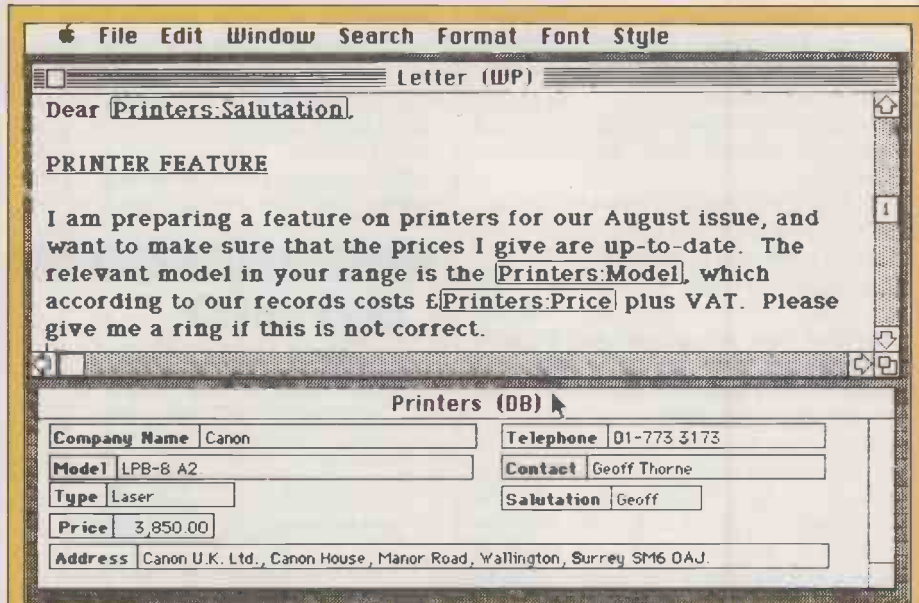 File Edit Window Search Format Font Style
Letter (WP)
Dear Printers:Salutation,
PRINTER FEATURE
I am preparing a feature on printers for our August issue, and
want to make sure that the prices I give are up-to-date. The
relevant model in your range is the Printers:Model, which
according to our records costs £Printers:Price plus VAT. Please
give me a ring if this is not correct.
1
Printers (DB)
Company Name Canon
Telephone 01-773 3173
Model LPB-8 A2
Contact Geoff Thorne
Type Laser
Salutation Geoff
Price 3,850.00
Address Canon U.K. Ltd., Canon House, Manor Road, Wallington, Surrey SM6 0AJ.